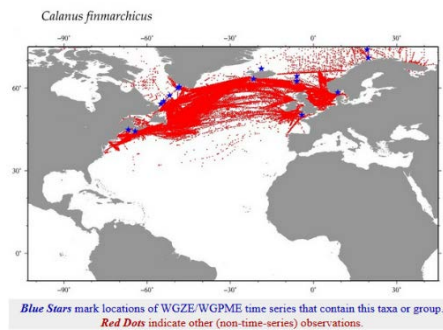 Calanus finmarchicus
−90° −60° −30° 0° 30°
60°
30°
0°
−90° −60° −30° 0° 30°
Blue Stars mark locations of WGZE/WGPME time series that contain this taxa or group
Red Dots indicate other (non-time-series) observations.